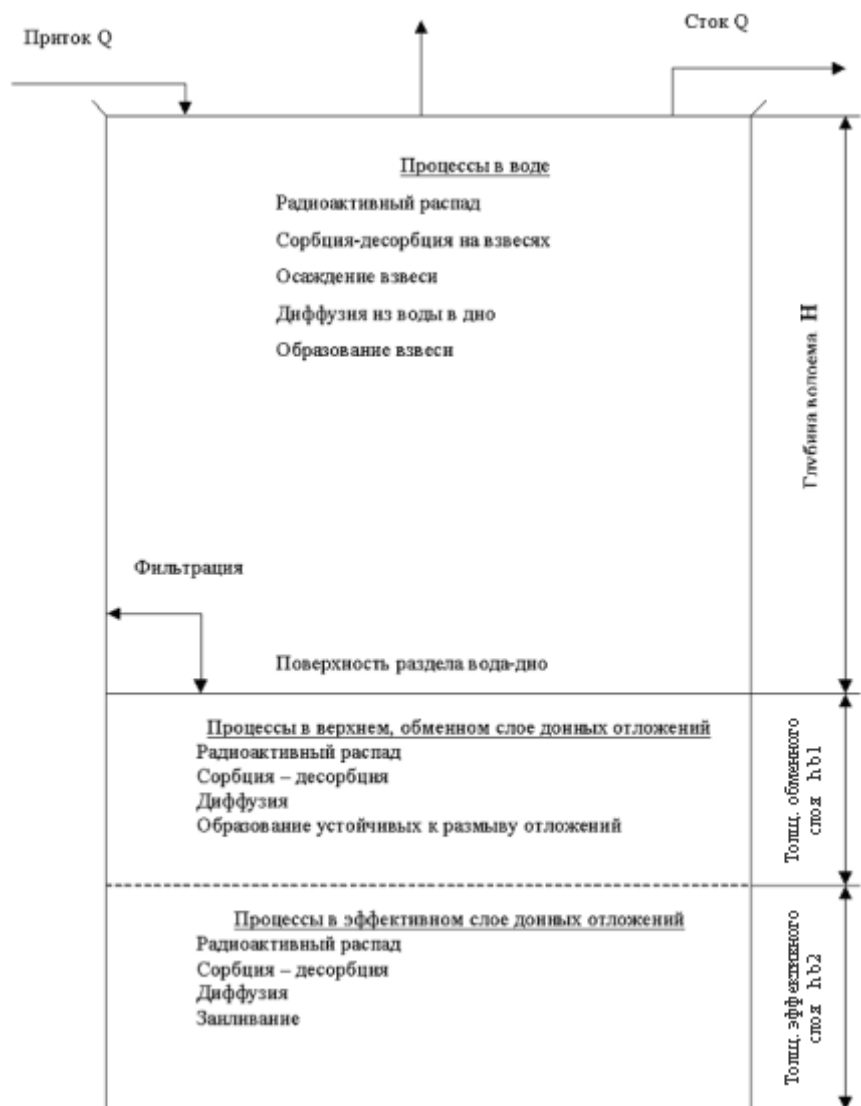 Приток Q
Сток Q
Процессы в воде
Радиоактивный распад
Сорбция-десорбция на взвесях
Осаждение взвеси
Диффузия из воды в дно
Образование взвеси
Глубина водоема H
Фильтрация
Поверхность раздела вода-дно
Процессы в верхнем, обменном слое донных отложений
Радиоактивный распад
Сорбция – десорбция
Диффузия
Образование устойчивых к размыву отложений
Толщ. обменного
слоя hb1
Процессы в эффективном слое донных отложений
Радиоактивный распад
Сорбция – десорбция
Диффузия
Заиливание
Толщ. эффективного
слоя hb2